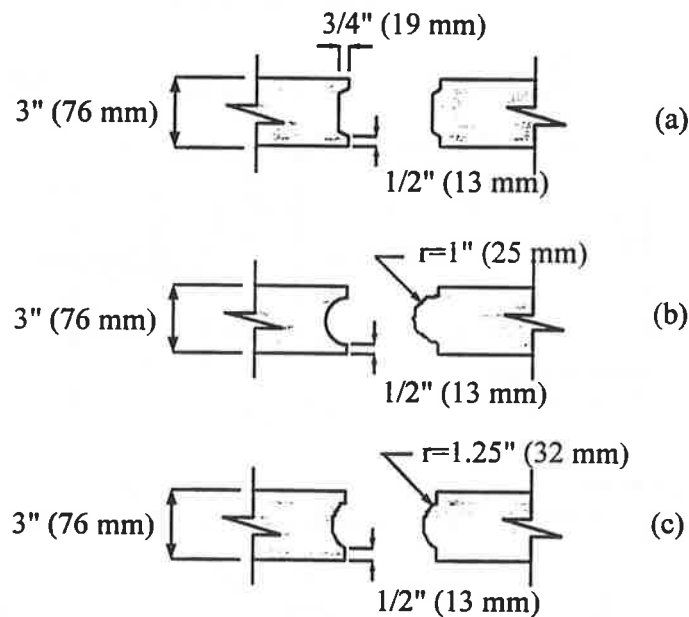 3/4" (19 mm)
3" (76 mm)
(a)
1/2" (13 mm)
r=1" (25 mm)
3" (76 mm)
(b)
1/2" (13 mm)
r=1.25" (32 mm)
3" (76 mm)
(c)
1/2" (13 mm)